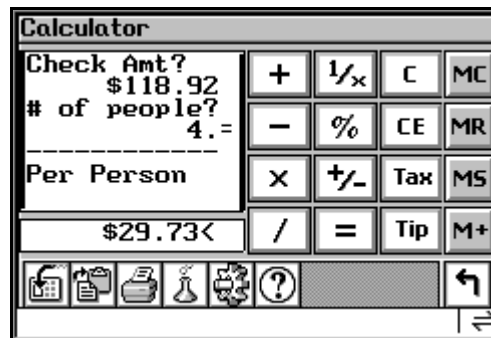 Calculator
Check Amt?
$118.92
# of people?
4.=
-------------
Per Person
$29.73<
+ 1/x C MC
− % CE MR
× +/- Tax MS
/ = Tip M+
?